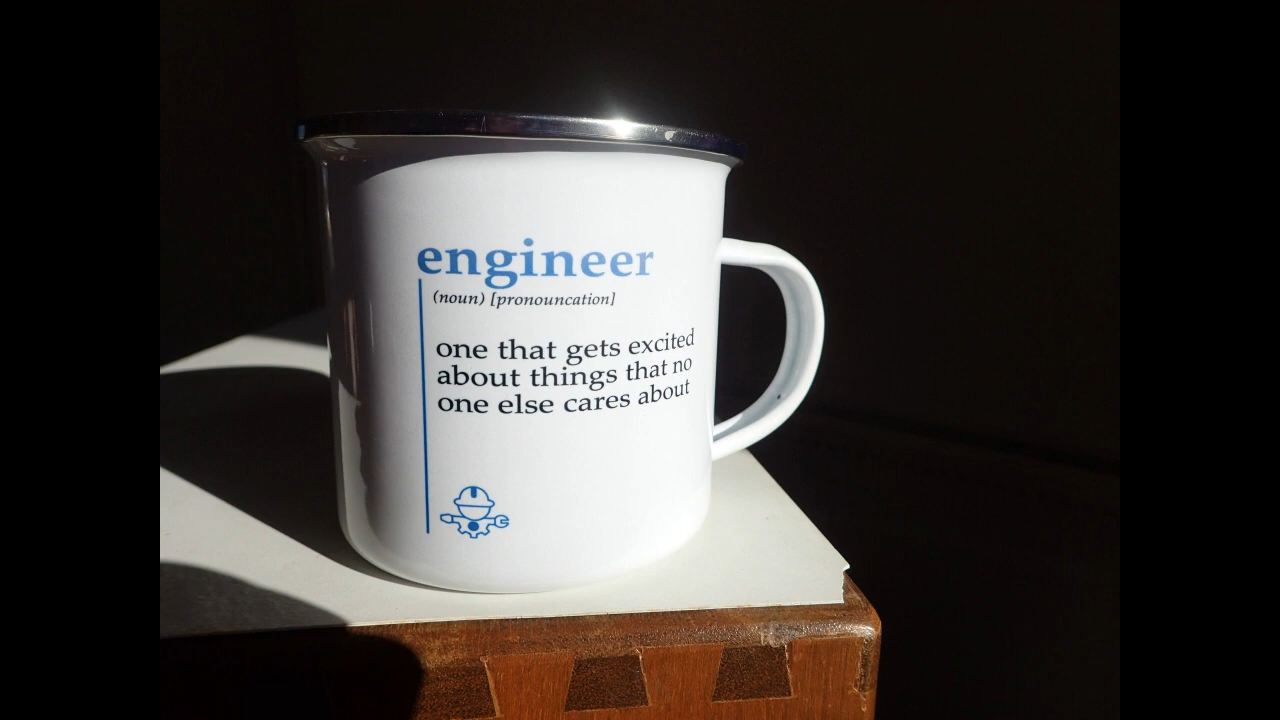 engineer
(noun) [pronouncation]
one that gets excited
about things that no
one else cares about